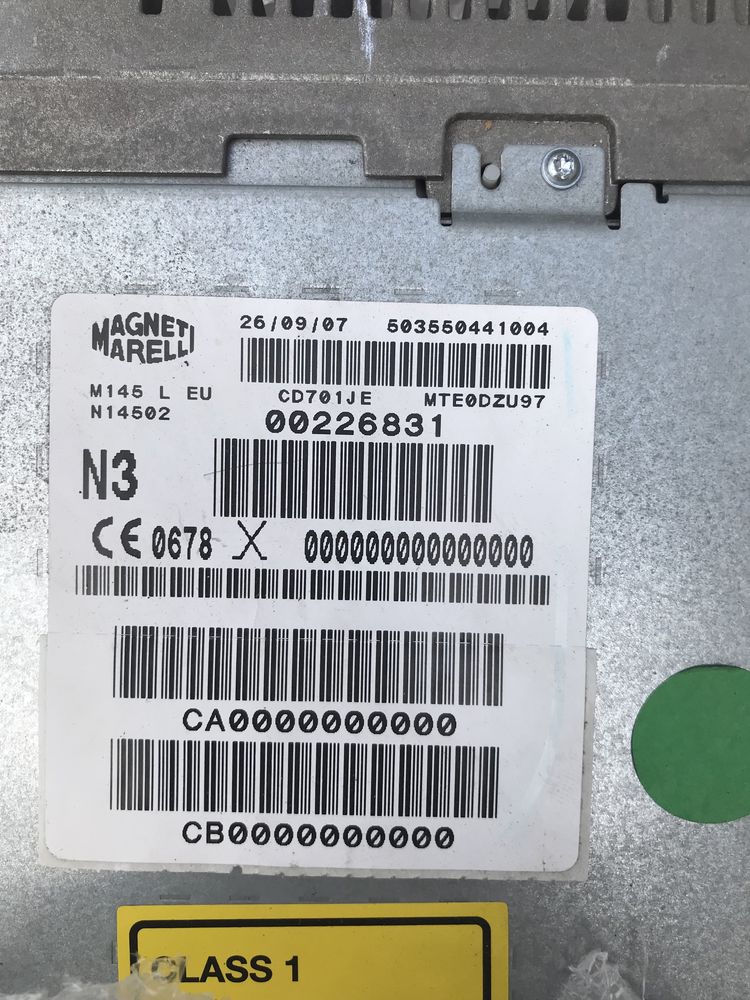 MAGNETI
MARELLI
26/09/07 503550441004
M145 L EU CD701JE MTE0DZU97
N14502
00226831
N3
CE 0678 X 000000000000000
CA0000000000
CB0000000000
CLASS 1